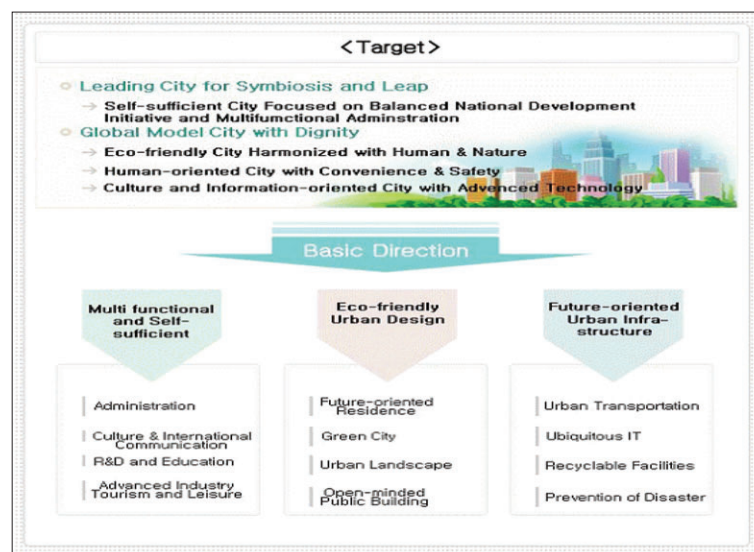 <Target>
Leading City for Symbiosis and Leap
→ Self-sufficient City Focused on Balanced National Development
Initiative and Multifumctional Adminstration
Global Model City with Dignity
→ Eco-friendly City Harmonized with Human & Nature
→ Human-oriented City with Convenience & Safety
→ Culture and Information-oriented City with Advanced Technology
Basic Direction
Multi functional
and Self-
sufficient
Administration
Culture & International
Communication
R&D and Education
Advanced Industry
Tourism and Leisure
Eco-friendly
Urban Design
Future-oriented
Residence
Green City
Urban Landscape
Open-minded
Public Building
Future-oriented
Urban Infra-
structure
Urban Transportation
Ubiquitous IT
Recyclable Facilities
Prevention of Disaster